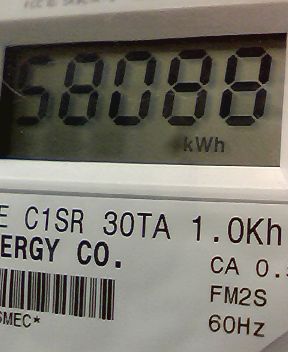 58088
kWh
E C1SR 30TA 1.0Kh
ERGY CO.
CA 0.
FM2S
60Hz
SMEC*